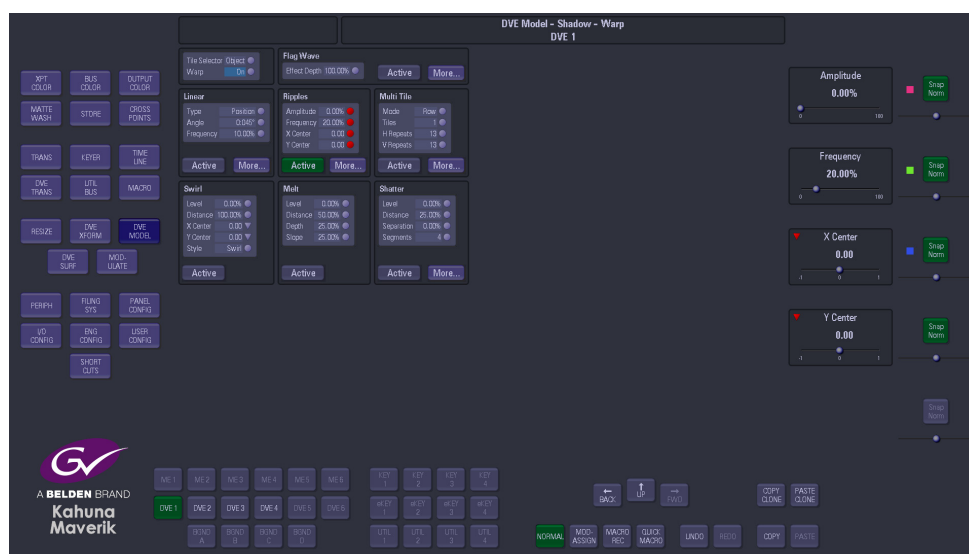 DVE Model - Shadow - Warp
DVE 1
Tile Selector Object
Warp On
Flag Wave
Effect Depth 100.00%
Active More...
Linear
Type Position
Angle 0.045°
Frequency 10.00%
Active More...
Ripples
Amplitude 0.00%
Frequency 20.00%
X Center 0.00
Y Center 0.00
Active More...
Multi Tile
Mode Row
Tiles 1
H Repeats 13
V Repeats 13
Active More...
Swirl
Level 0.00%
Distance 100.00%
X Center 0.00
Y Center 0.00
Style Swirl
Active
Melt
Level 0.00%
Distance 50.00%
Depth 25.00%
Slope 25.00%
Active
Shatter
Level 0.00%
Distance 25.00%
Separation 0.00%
Segments 4
Active More...
XPT
COLOR
BUS
COLOR
OUTPUT
COLOR
MATTE
WASH
STORE
CROSS
POINTS
TRANS
KEYER
TIME
LINE
DVE
TRANS
UTIL
BUS
MACRO
RESIZE
DVE
XFORM
DVE
MODEL
DVE
SURF
MOD-
ULATE
PERIPH
FILING
SYS
PANEL
CONFIG
I/O
CONFIG
ENG
CONFIG
USER
CONFIG
SHORT
CUTS
Amplitude
0.00%
0 100
Snap
Norm
Frequency
20.00%
0 100
Snap
Norm
X Center
0.00
-1 0 1
Snap
Norm
Y Center
0.00
-1 0 1
Snap
Norm
Snap
Norm
GV
A BELDEN BRAND
Kahuna
Maverik
ME 1 ME 2 ME 3 ME 4 ME 5 ME 6
DVE 1 DVE 2 DVE 3 DVE 4 DVE 5 DVE 6
BGND
A
BGND
B
BGND
C
BGND
D
KEY
1
KEY
2
KEY
3
KEY
4
eKEY
1
eKEY
2
eKEY
3
eKEY
4
UTIL
1
UTIL
2
UTIL
3
UTIL
4
←
BACK
↑
UP
→
FWD
COPY
CLONE
PASTE
CLONE
NORMAL
MOD-
ASSIGN
MACRO
REC
QUICK
MACRO
UNDO
REDO
COPY
PASTE